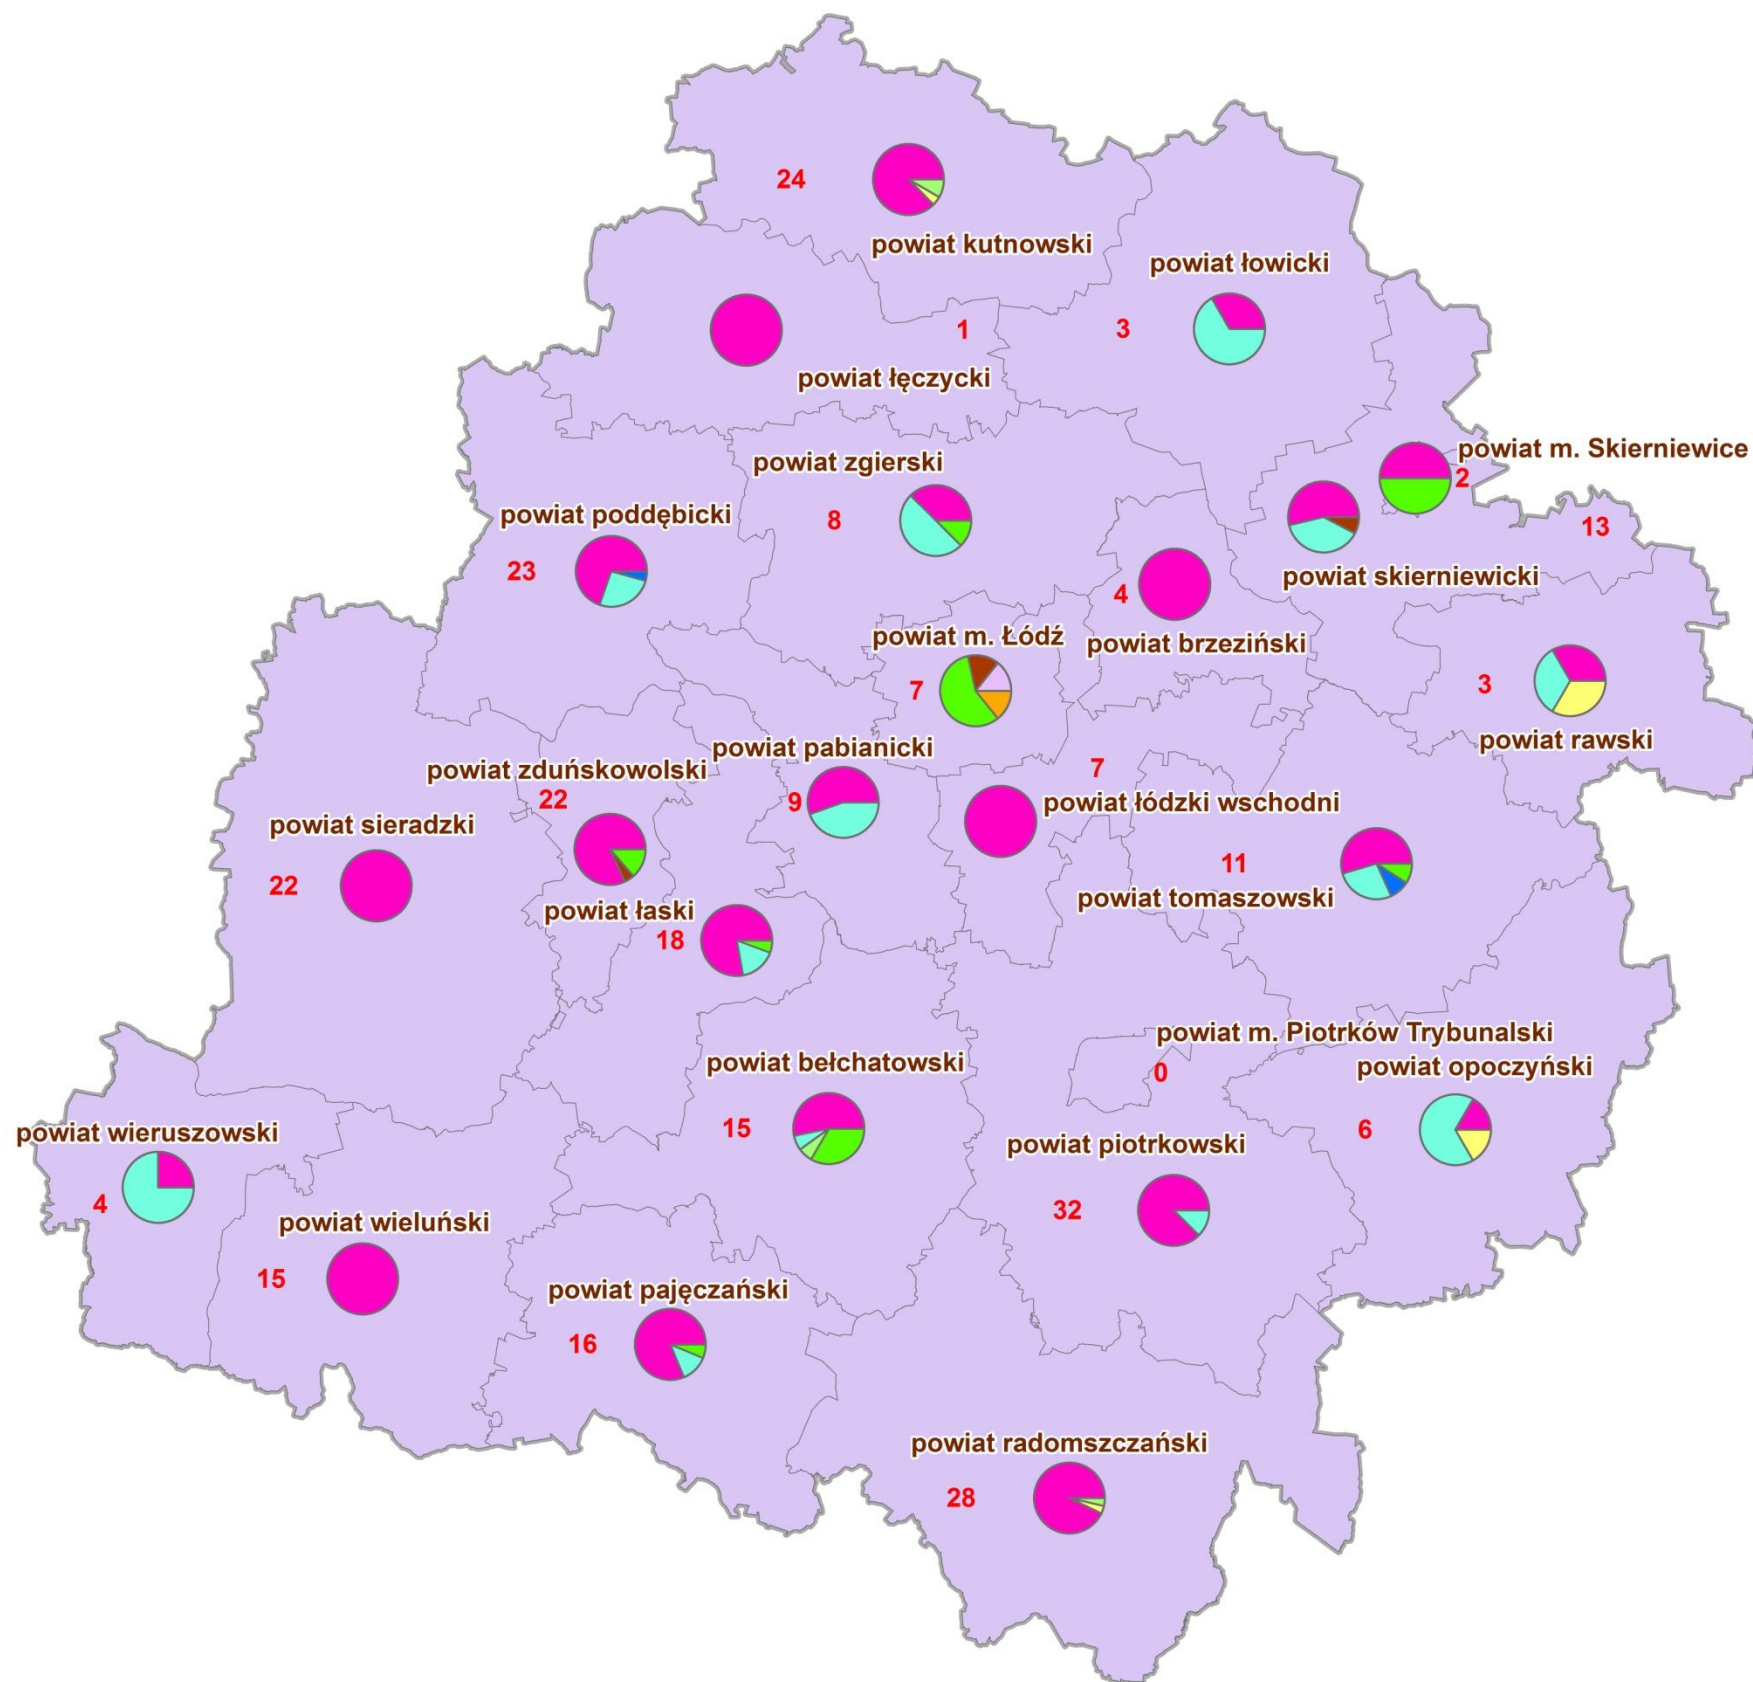 24
powiat kutnowski
powiat łowicki
1
3
powiat łęczycki
powiat m. Skierniewice
2
powiat zgierski
powiat poddębicki
8
13
23
powiat skierniewicki
4
powiat m. Łódź
powiat brzeziński
7
3
powiat rawski
powiat pabianicki
powiat zduńskowolski
7
22
9
powiat łódzki wschodni
powiat sieradzki
11
22
powiat tomaszowski
powiat łaski
18
powiat m. Piotrków Trybunalski
powiat bełchatowski
0
powiat opoczyński
15
6
powiat wieruszowski
powiat piotrkowski
4
32
powiat wieluński
15
powiat pajęczański
16
powiat radomszczański
28